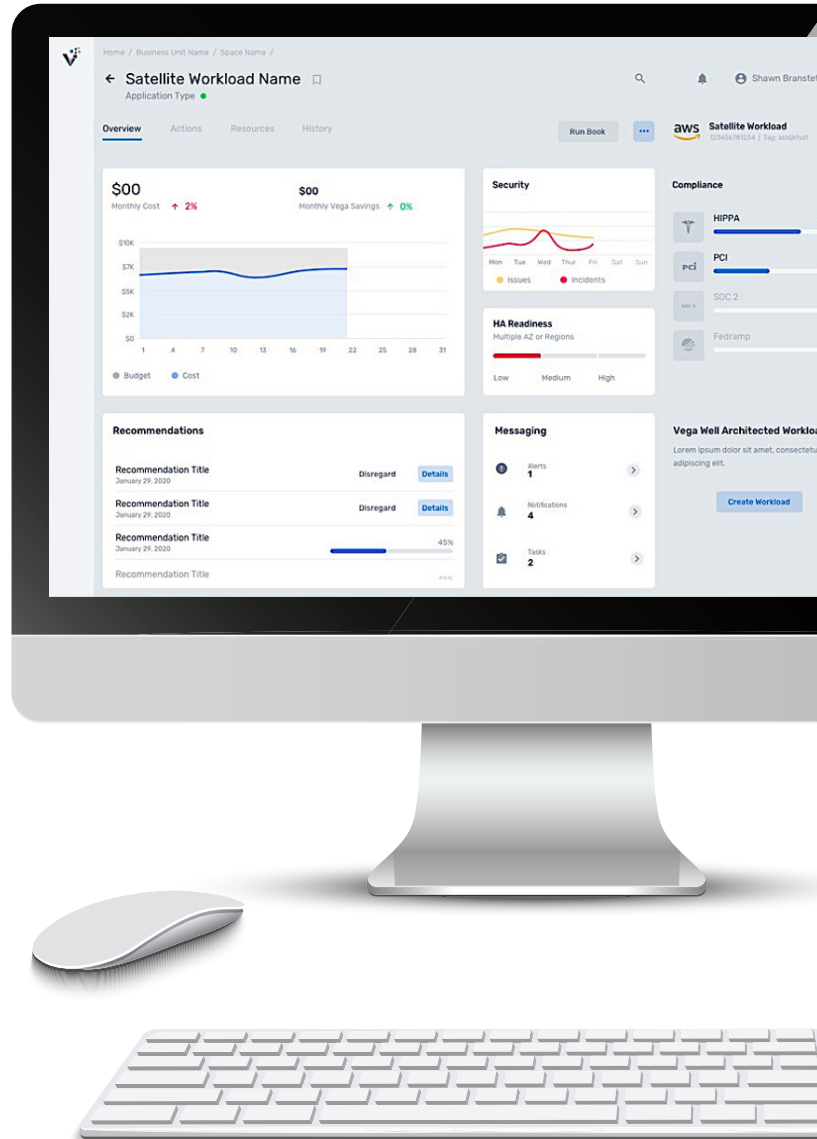 Home / Business Unit Name / Space Name /
Satellite Workload Name
Application Type
Shawn Branstet
Overview
Actions
Resources
History
Run Book
aws
Satellite Workload
$00
Monthly Cost ↑ 2%
$00
Monthly Vega Savings ↑ 0%
$10K
$7K
$5K
$2K
$0
1 4 7 10 13 16 19 22 25 28 31
Budget
Cost
Security
Mon Tue Wed Thur Fri Sat Sun
Issues
Incidents
HA Readiness
Multiple AZ or Regions
Low Medium High
Compliance
HIPPA
PCI
PCI
SOC 2
Fedramp
Recommendations
Recommendation Title
January 29, 2020
Disregard
Details
Recommendation Title
January 29, 2020
Disregard
Details
Recommendation Title
January 29, 2020
45%
Recommendation Title
Messaging
Alerts
1
Notifications
4
Tasks
2
Vega Well Architected Workloa
Lorem ipsum dolor sit amet, consectetu
adipiscing elit,
Create Workload